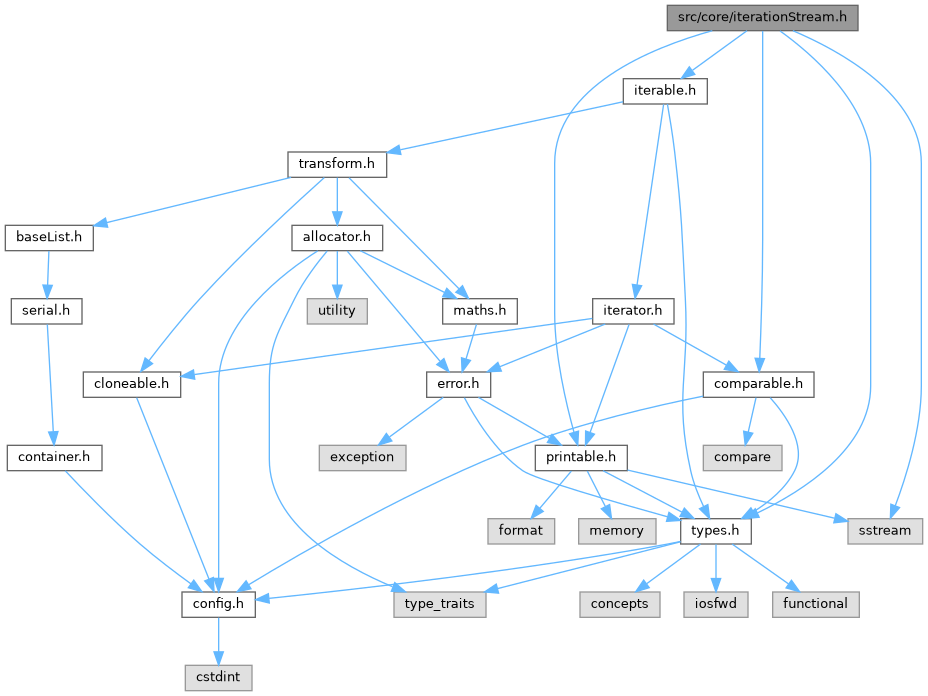 src/core/iterationStream.h
iterable.h
transform.h
baseList.h
allocator.h
serial.h
utility
maths.h
iterator.h
cloneable.h
error.h
comparable.h
container.h
exception
printable.h
compare
format
memory
types.h
sstream
config.h
type_traits
concepts
iosfwd
functional
cstdint